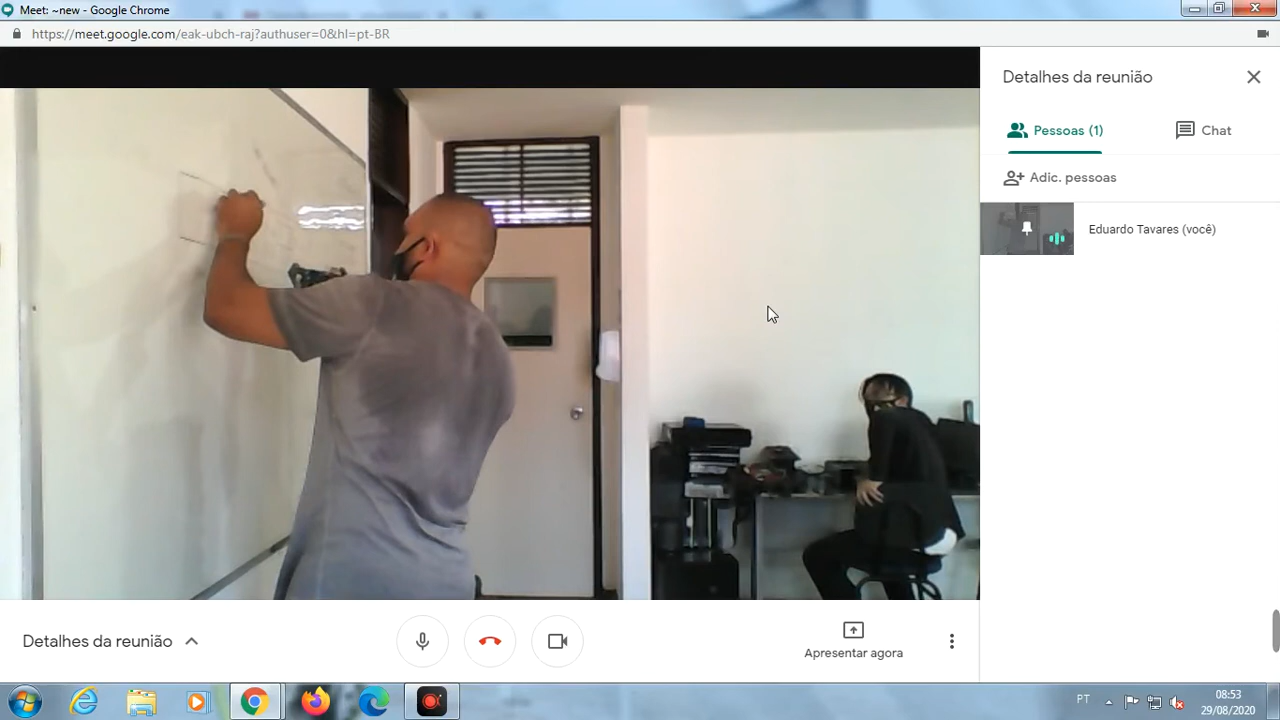 Meet: ~new - Google Chrome
https://meet.google.com/eak-ubch-raj?authuser=0&hl=pt-BR
Detalhes da reunião
Pessoas (1)
Chat
Adic. pessoas
Eduardo Tavares (você)
Detalhes da reunião
Apresentar agora
PT
08:53
29/08/2020